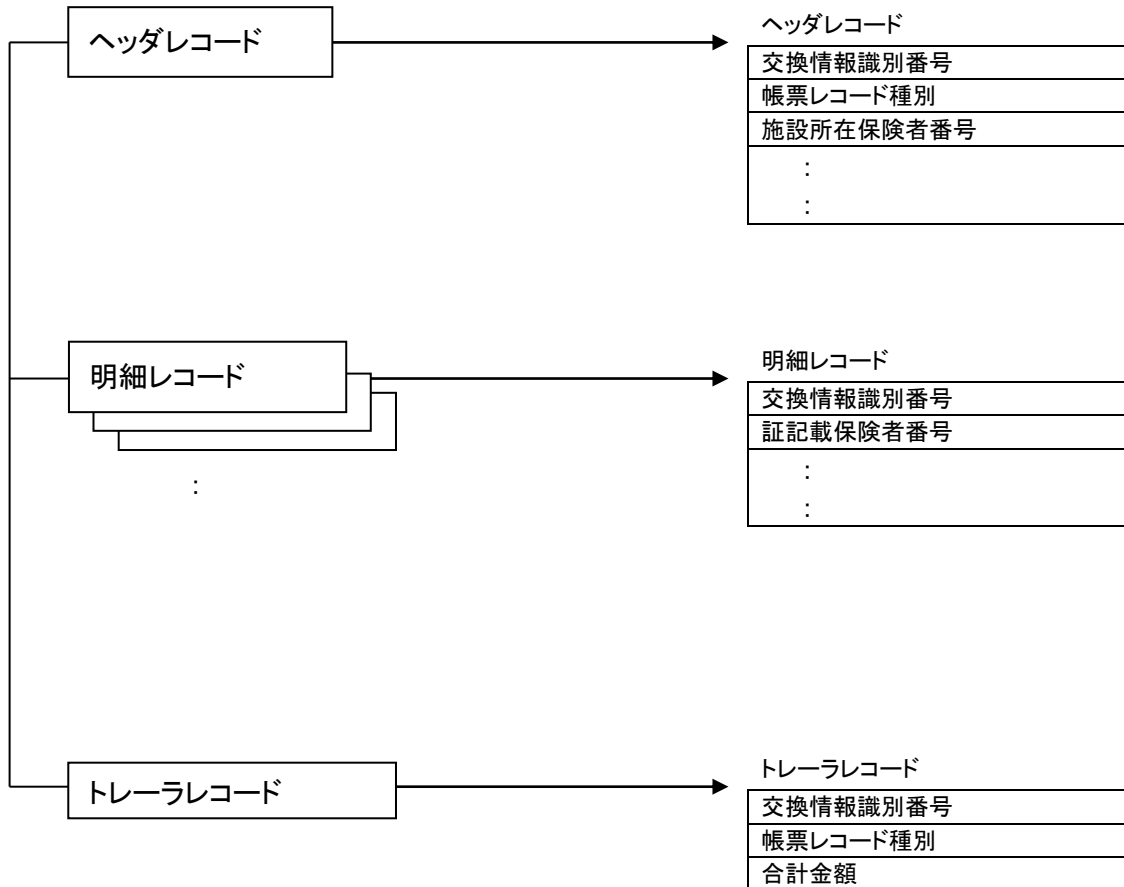 ヘッダレコード
ヘッダレコード
交換情報識別番号
帳票レコード種別
施設所在保険者番号
:
:
明細レコード
:
明細レコード
交換情報識別番号
証記載保険者番号
:
:
トレーラレコード
トレーラレコード
交換情報識別番号
帳票レコード種別
合計金額